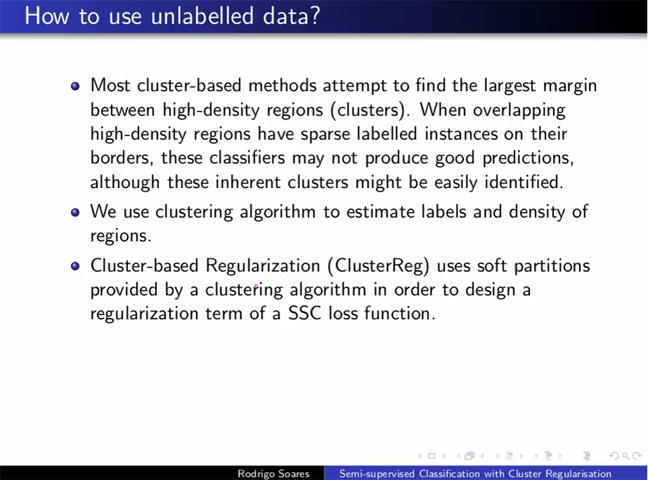 How to use unlabelled data?
Most cluster-based methods attempt to find the largest margin
between high-density regions (clusters). When overlapping
high-density regions have sparse labelled instances on their
borders, these classifiers may not produce good predictions,
although these inherent clusters might be easily identified.
We use clustering algorithm to estimate labels and density of
regions.
Cluster-based Regularization (ClusterReg) uses soft partitions
provided by a clustering algorithm in order to design a
regularization term of a SSC loss function.
Rodrigo Soares Semi-supervised Classification with Cluster Regularisation